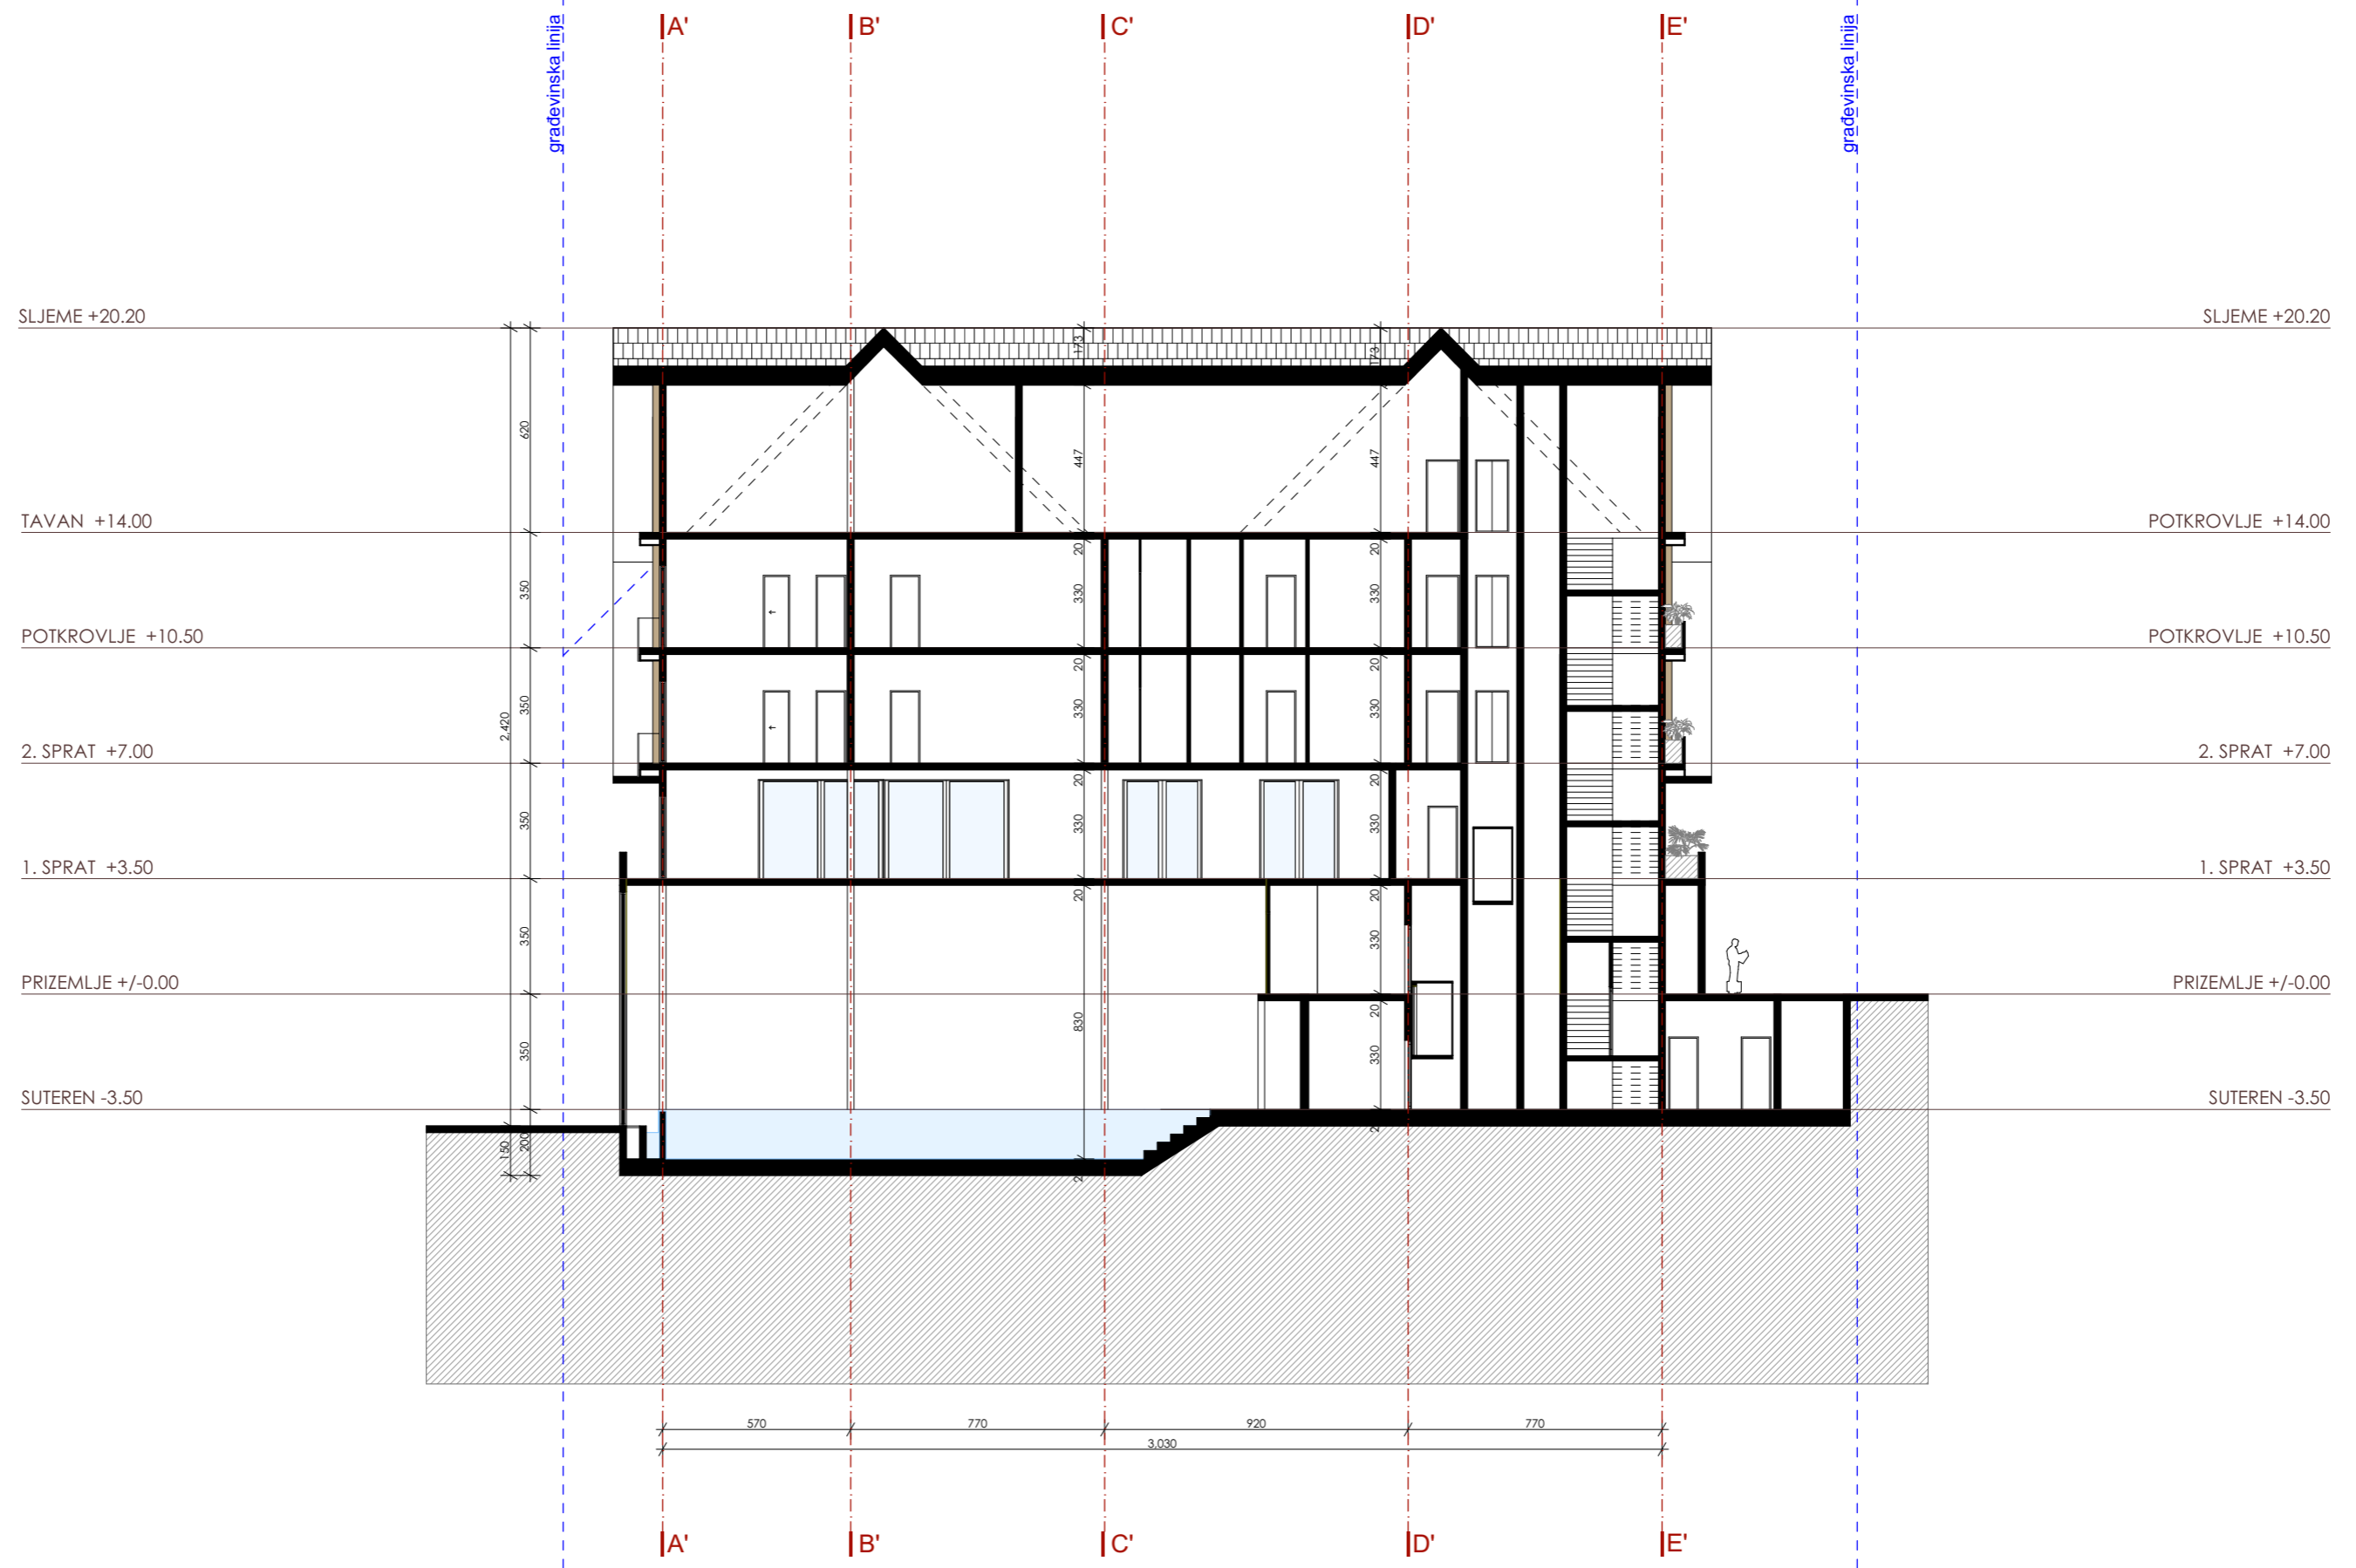 građevinska linija
A'
B'
C'
D'
E'
građevinska linija
SLJEME +20.20
SLJEME +20.20
173
173
620
447
447
TAVAN +14.00
POTKROVLJE +14.00
20
20
350
330
330
POTKROVLJE +10.50
POTKROVLJE +10.50
20
20
350
330
330
2,420
2. SPRAT +7.00
2. SPRAT +7.00
20
20
350
330
330
1. SPRAT +3.50
1. SPRAT +3.50
20
20
350
330
PRIZEMLJE +/-0.00
PRIZEMLJE +/-0.00
20
830
350
330
SUTEREN -3.50
SUTEREN -3.50
150
200
2
2
570
770
920
770
3,030
A'
B'
C'
D'
E'